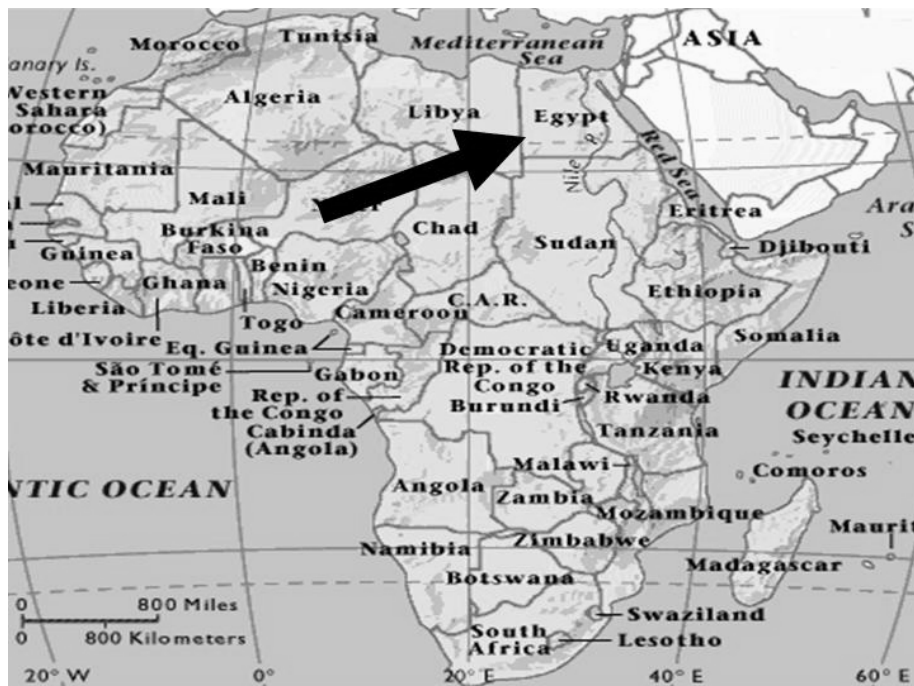 Morocco
Tunisia
Mediterranean
Sea
ASIA
anary Is.
Western
Sahara
orocco)
Algeria
Libya
Egypt
Red Sea
Nile R.
Mauritania
Mali
Chad
Sudan
Eritrea
Burkina
Faso
Benin
Djibouti
Guinea
Ghana
Nigeria
Ethiopia
eone
Liberia
Togo
Cameroon
C.A.R.
Somalia
ôte d'Ivoire
Eq. Guinea
São Tomé
& Príncipe
Gabon
Democratic
Rep. of the
Congo
Uganda
Kenya
Rep. of
the Congo
Cabinda
(Angola)
Burundi
Rwanda
Tanzania
INDIAN
OCEAN
Seychelle
NTIC OCEAN
Angola
Malawi
Zambia
Comoros
Mozambique
Maurit
Namibia
Zimbabwe
Botswana
Madagascar
0 800 Miles
0 800 Kilometers
South
Africa
Swaziland
Lesotho
20° W
0°
20° E
40° E
60° E